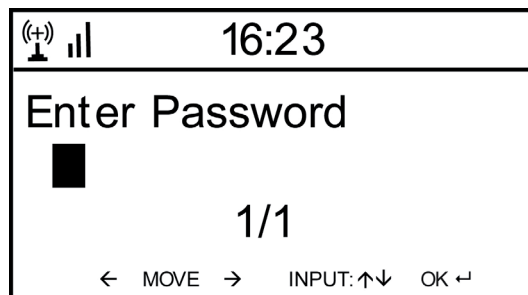 16:23
Enter Password
1/1
← MOVE → INPUT:↑↓ OK ↵